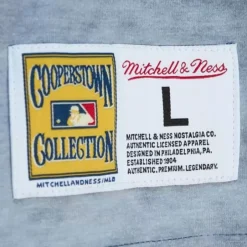 COOPERSTOWN
COLLECTION
MITCHELLANDNESS/MLB
Mitchell & Ness
L
MITCHELL & NESS NOSTALGIA CO.
AUTHENTIC LICENSED APPAREL
DESIGNED IN PHILADELPHIA, PA.
ESTABLISHED 1904
AUTHENTIC. PREMIUM. LEGENDARY.